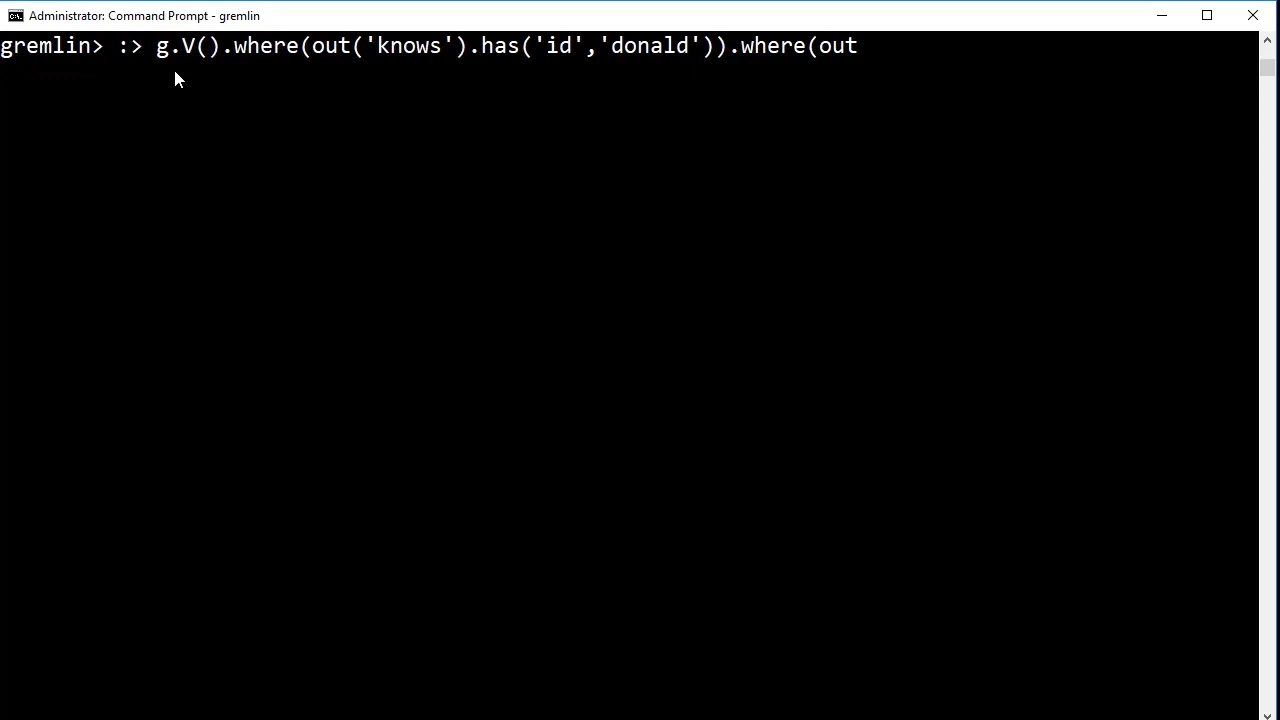 Administrator: Command Prompt - gremlin
gremlin> :> g.V().where(out('knows').has('id','donald')).where(out